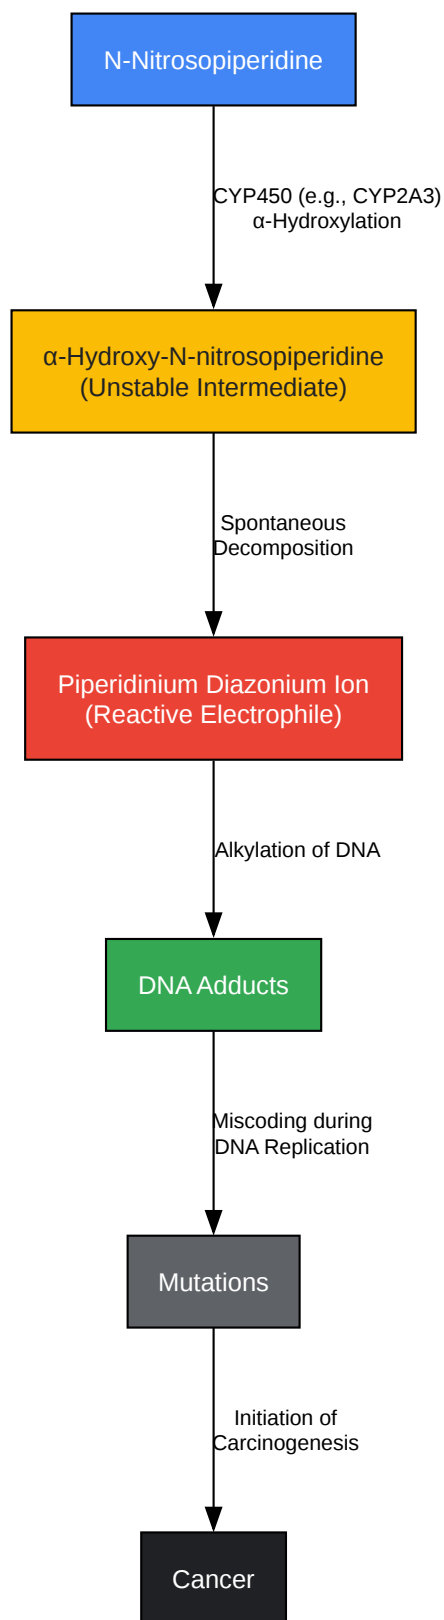 N-Nitrosopiperidine
CYP450 (e.g., CYP2A3)
α-Hydroxylation
α-Hydroxy-N-nitrosopiperidine
(Unstable Intermediate)
Spontaneous
Decomposition
Piperidinium Diazonium Ion
(Reactive Electrophile)
Alkylation of DNA
DNA Adducts
Miscoding during
DNA Replication
Mutations
Initiation of
Carcinogenesis
Cancer